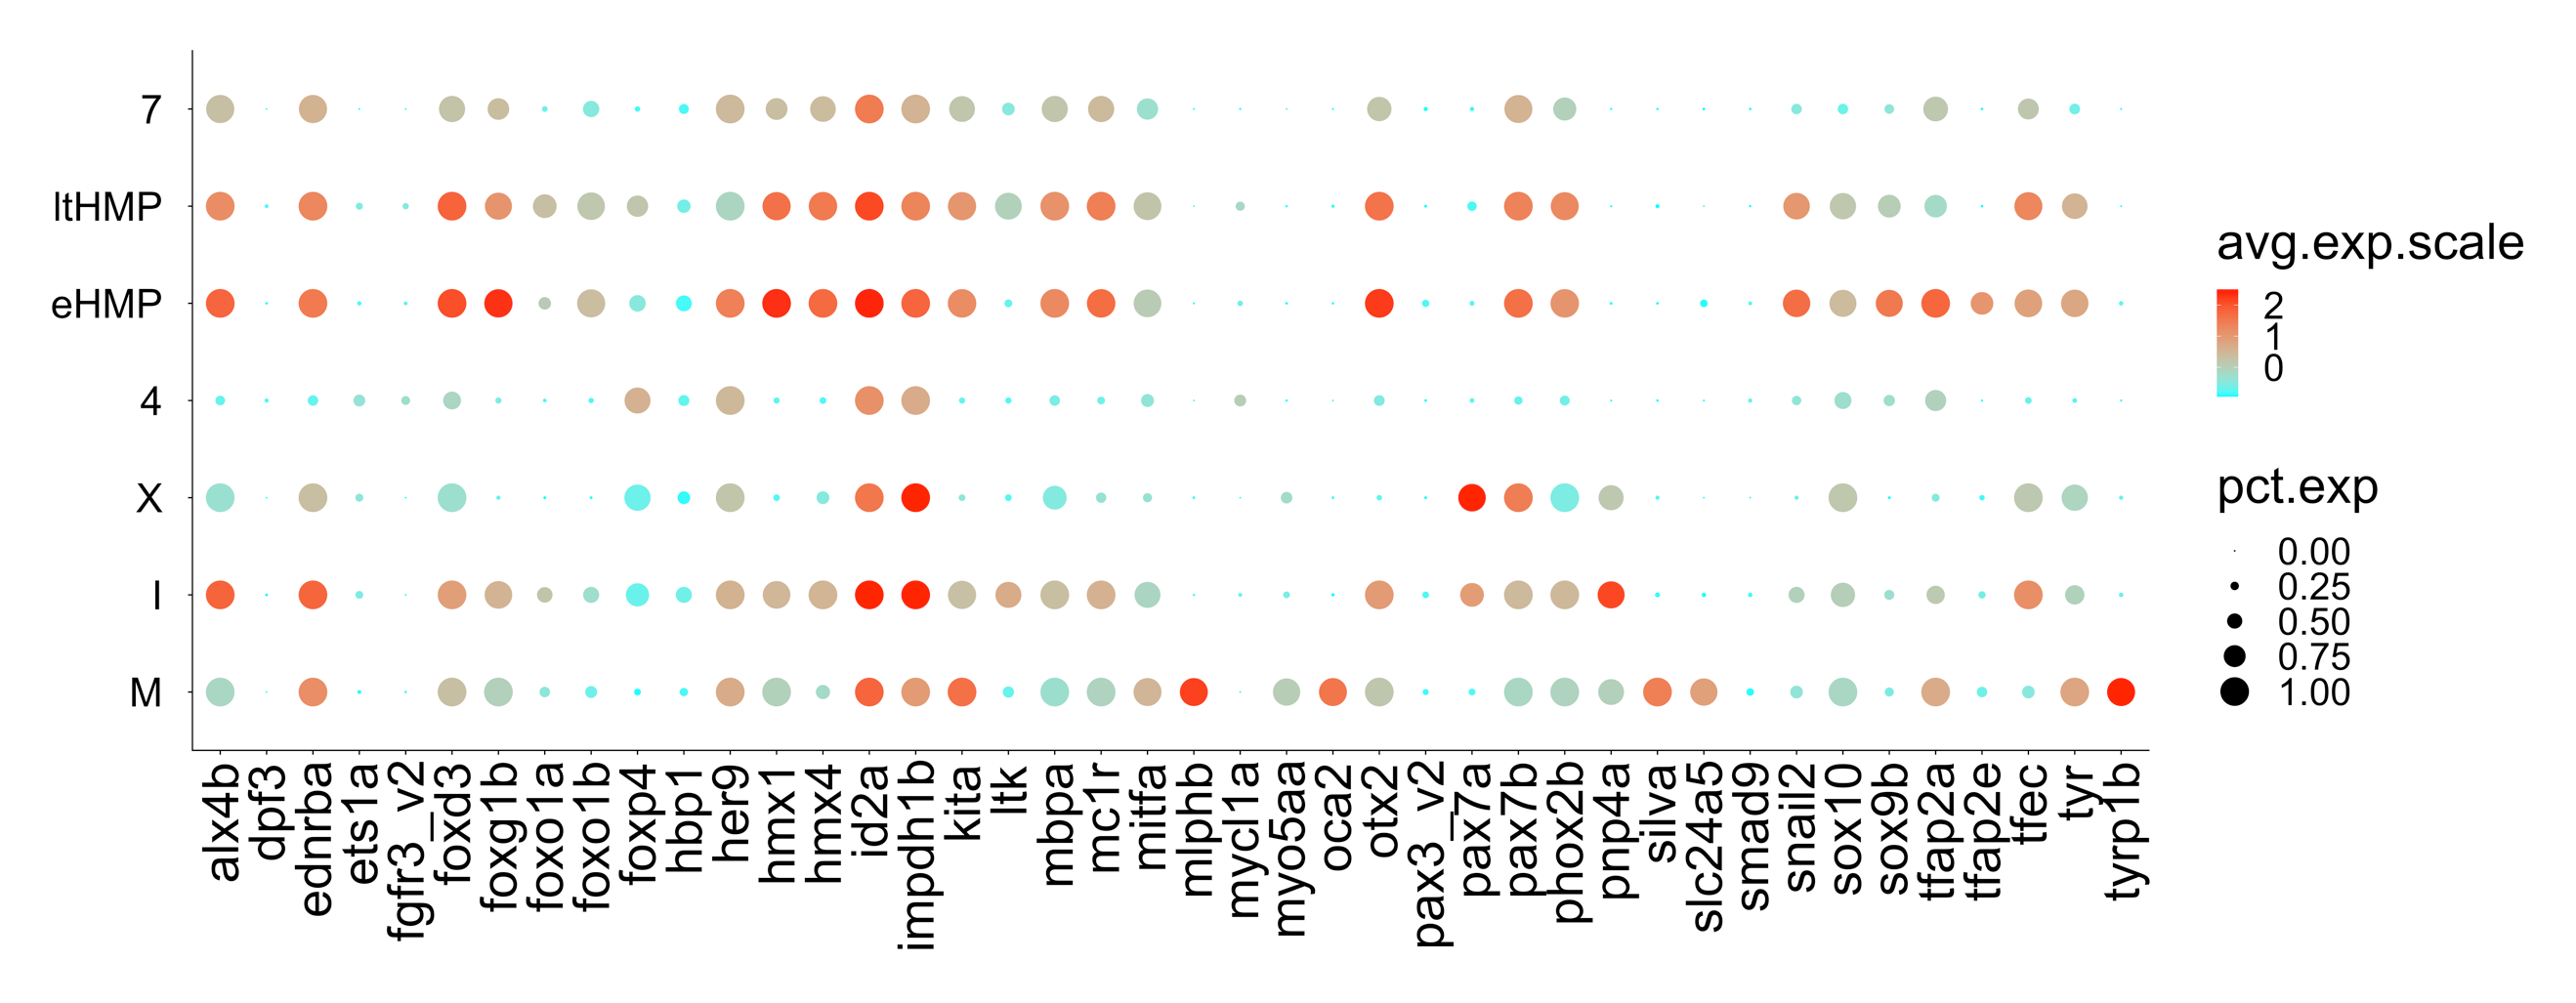 7
ltHMP
eHMP
4
X
I
M
alx4b
dpf3
ednrba
ets1a
fgfr3_v2
foxd3
foxg1b
foxo1a
foxo1b
foxp4
hbp1
her9
hmx1
hmx4
id2a
impdh1b
kita
ltk
mbpa
mc1r
mitfa
mlphb
mycl1a
myo5aa
oca2
otx2
pax3_v2
pax7a
pax7b
phox2b
pnp4a
silva
slc24a5
smad9
snail2
sox10
sox9b
tfap2a
tfap2e
tfec
tyr
tyrp1b
avg.exp.scale
2
1
0
pct.exp
0.00
0.25
0.50
0.75
1.00